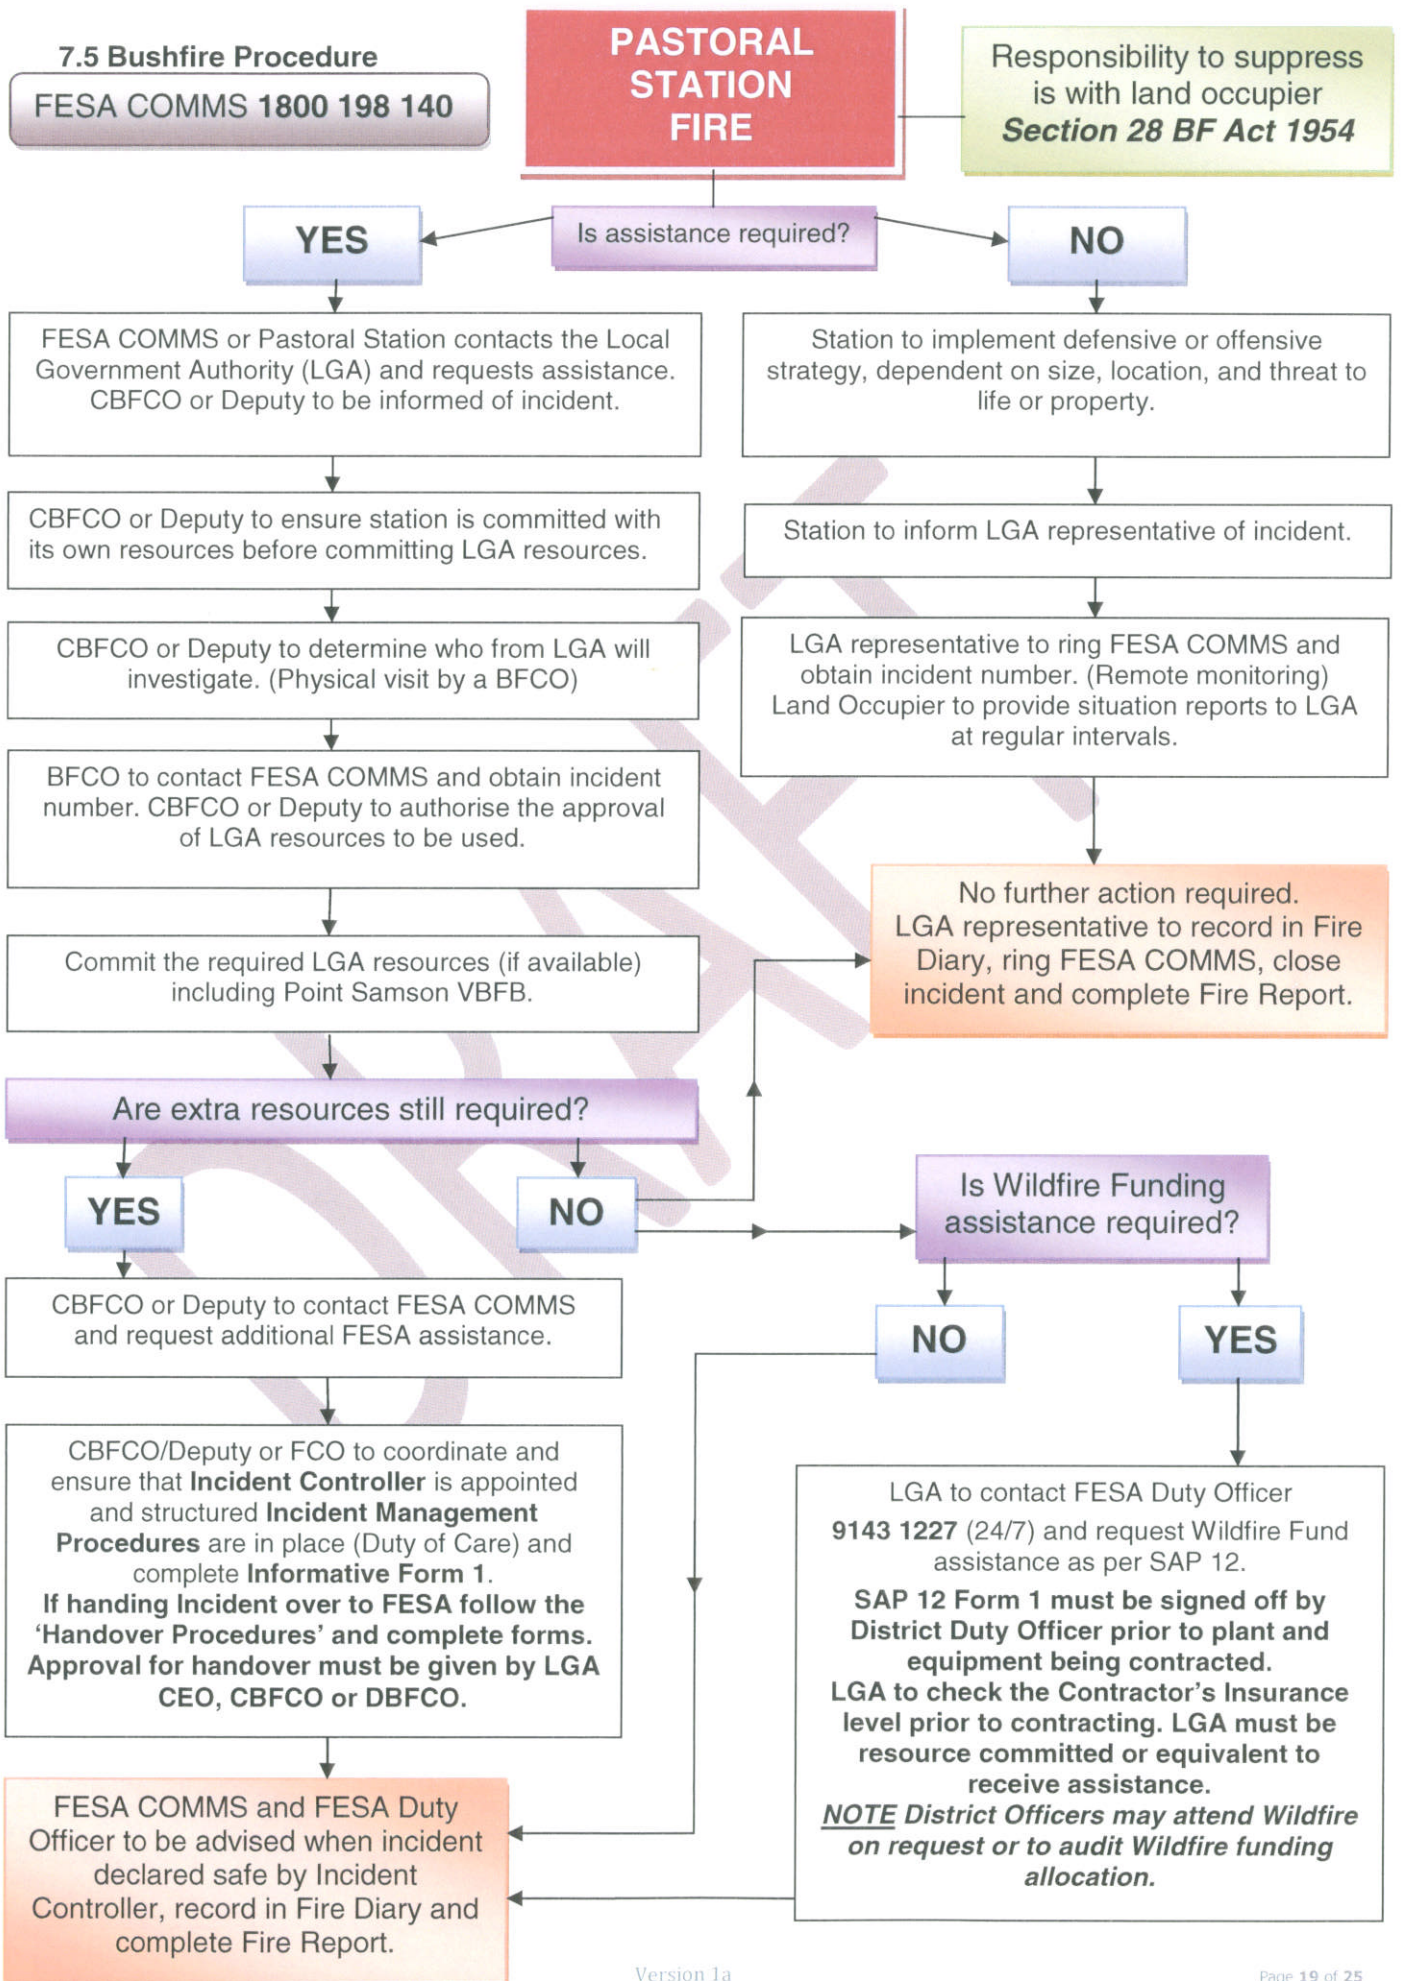 7.5 Bushfire Procedure
FESA COMMS 1800 198 140
PASTORAL
STATION
FIRE
Responsibility to suppress
is with land occupier
Section 28 BF Act 1954
YES
Is assistance required?
NO
FESA COMMS or Pastoral Station contacts the Local
Government Authority (LGA) and requests assistance.
CBFCO or Deputy to be informed of incident.
Station to implement defensive or offensive
strategy, dependent on size, location, and threat to
life or property.
CBFCO or Deputy to ensure station is committed with
its own resources before committing LGA resources.
Station to inform LGA representative of incident.
CBFCO or Deputy to determine who from LGA will
investigate. (Physical visit by a BFCO)
LGA representative to ring FESA COMMS and
obtain incident number. (Remote monitoring)
Land Occupier to provide situation reports to LGA
at regular intervals.
BFCO to contact FESA COMMS and obtain incident
number. CBFCO or Deputy to authorise the approval
of LGA resources to be used.
No further action required.
LGA representative to record in Fire
Diary, ring FESA COMMS, close
incident and complete Fire Report.
Commit the required LGA resources (if available)
including Point Samson VBFB.
Are extra resources still required?
YES
NO
Is Wildfire Funding
assistance required?
NO
YES
CBFCO or Deputy to contact FESA COMMS
and request additional FESA assistance.
CBFCO/Deputy or FCO to coordinate and
ensure that Incident Controller is appointed
and structured Incident Management
Procedures are in place (Duty of Care) and
complete Informative Form 1.
If handing Incident over to FESA follow the
‘Handover Procedures’ and complete forms.
Approval for handover must be given by LGA
CEO, CBFCO or DBFCO.
LGA to contact FESA Duty Officer
9143 1227 (24/7) and request Wildfire Fund
assistance as per SAP 12.
SAP 12 Form 1 must be signed off by
District Duty Officer prior to plant and
equipment being contracted.
LGA to check the Contractor’s Insurance
level prior to contracting. LGA must be
resource committed or equivalent to
receive assistance.
NOTE District Officers may attend Wildfire
on request or to audit Wildfire funding
allocation.
FESA COMMS and FESA Duty
Officer to be advised when incident
declared safe by Incident
Controller, record in Fire Diary and
complete Fire Report.
DRAFT
Version 1a
Page 19 of 25